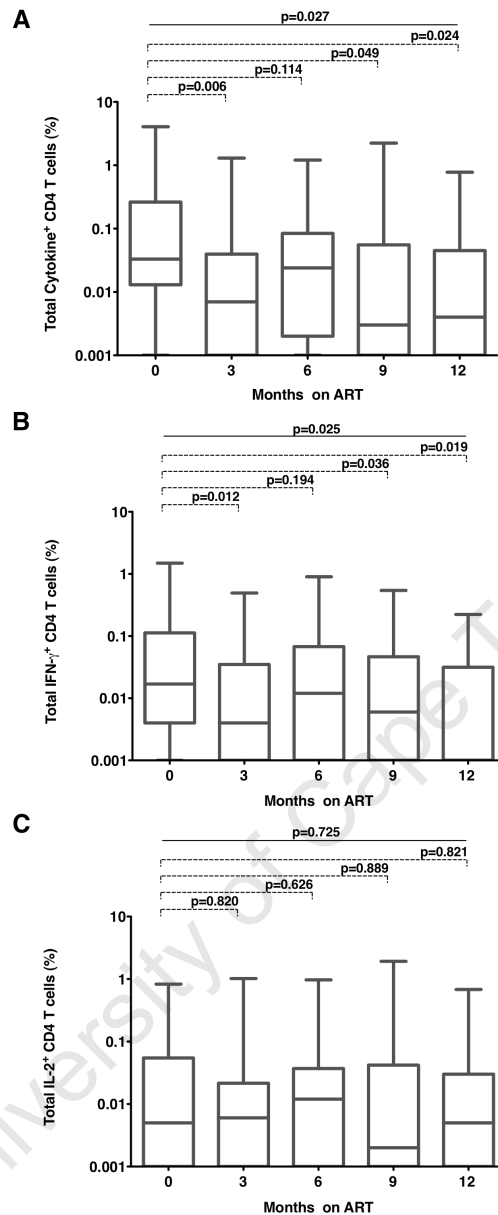 A
p=0.027
p=0.024
p=0.049
p=0.114
p=0.006
Total Cytokine+ CD4 T cells (%)
10
1
0.1
0.01
0.001
0 3 6 9 12
Months on ART
B
p=0.025
p=0.019
p=0.036
p=0.194
p=0.012
Total IFN-γ+ CD4 T cells (%)
10
1
0.1
0.01
0.001
0 3 6 9 12
Months on ART
C
p=0.725
p=0.821
p=0.889
p=0.626
p=0.820
Total IL-2+ CD4 T cells (%)
10
1
0.1
0.01
0.001
0 3 6 9 12
Months on ART
iversity of Cape T